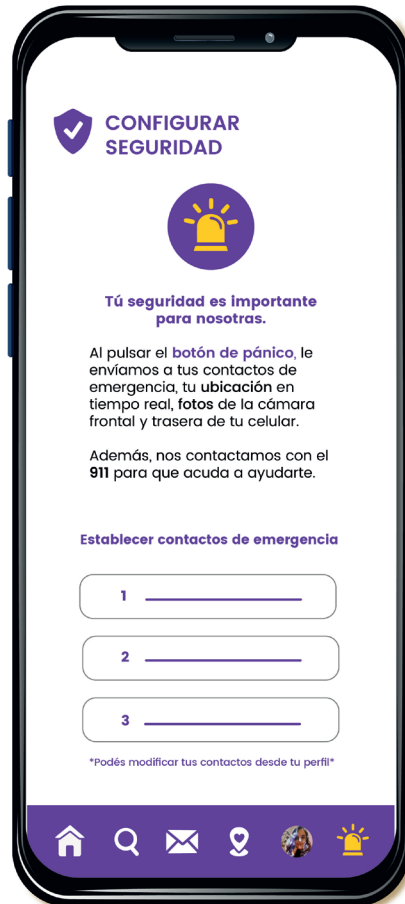 CONFIGURAR
SEGURIDAD
Tú seguridad es importante
para nosotras.
Al pulsar el botón de pánico, le
envíamos a tus contactos de
emergencia, tu ubicación en
tiempo real, fotos de la cámara
frontal y trasera de tu celular.
Además, nos contactamos con el
911 para que acuda a ayudarte.
Establecer contactos de emergencia
1
2
3
*Podés modificar tus contactos desde tu perfil*